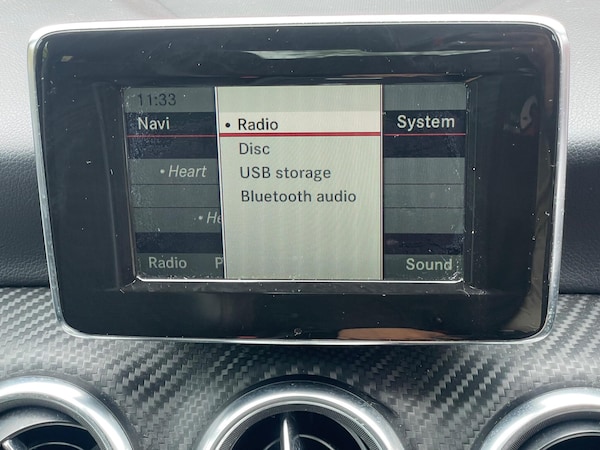 11:33
Navi
• Radio
System
Disc
• Heart
USB storage
Bluetooth audio
Radio
Sound